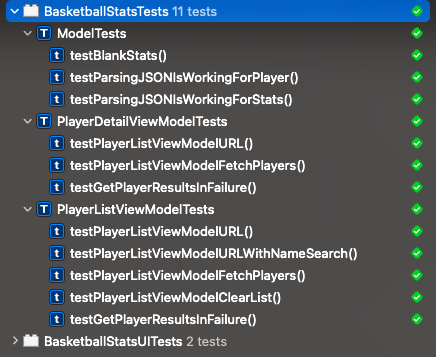 BasketballStatsTests 11 tests
T ModelTests
t testBlankStats()
t testParsingJSONIsWorkingForPlayer()
t testParsingJSONIsWorkingForStats()
T PlayerDetailViewModelTests
t testPlayerListViewModelURL()
t testPlayerListViewModelFetchPlayers()
t testGetPlayerResultsInFailure()
T PlayerListViewModelTests
t testPlayerListViewModelURL()
t testPlayerListViewModelURLWithNameSearch()
t testPlayerListViewModelFetchPlayers()
t testPlayerListViewModelClearList()
t testGetPlayerResultsInFailure()
BasketballStatsUITests 2 tests